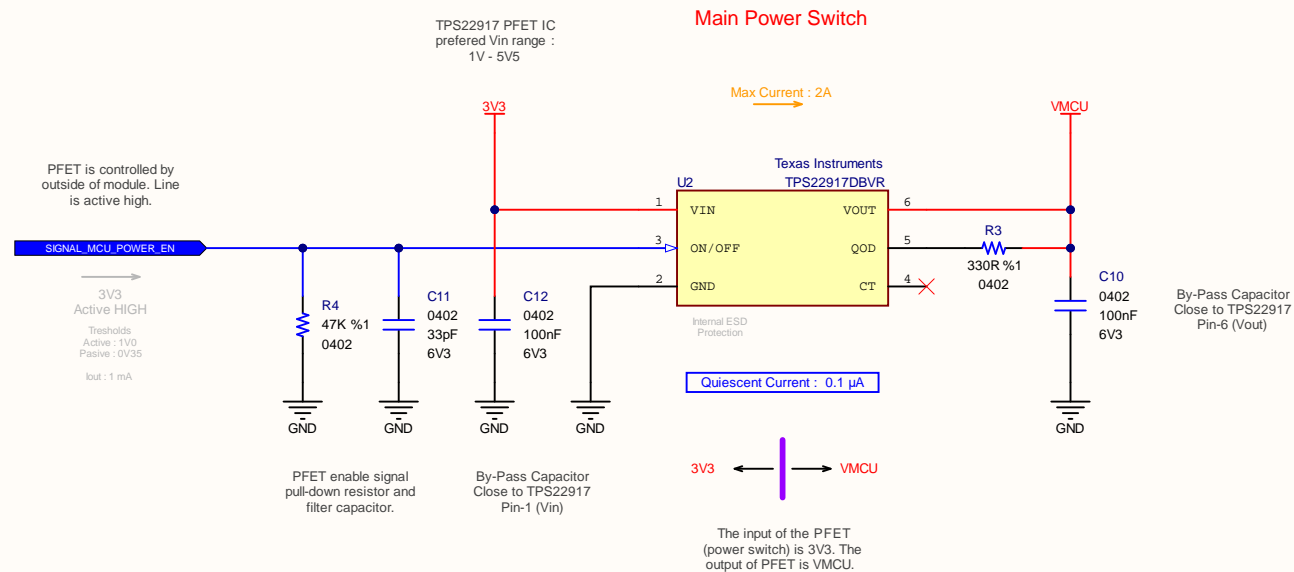 Main Power Switch
TPS22917 PFET IC
prefered Vin range :
1V - 5V5
Max Current : 2A
3V3
VMCU
PFET is controlled by
outside of module. Line
is active high.
SIGNAL_MCU_POWER_EN
3V3
Active HIGH
Tresholds
Active : 1V0
Pasive : 0V35
Iout : 1 mA
R4
47K %1
0402
GND
C11
0402
33pF
6V3
GND
C12
0402
100nF
6V3
GND
GND
Texas Instruments
U2
TPS22917DBVR
1
VIN
VOUT
6
3
ON/OFF
QOD
5
2
GND
CT
4
Internal ESD
Protection
R3
330R %1
0402
C10
0402
100nF
6V3
GND
By-Pass Capacitor
Close to TPS22917
Pin-6 (Vout)
Quiescent Current : 0.1 µA
PFET enable signal
pull-down resistor and
filter capacitor.
By-Pass Capacitor
Close to TPS22917
Pin-1 (Vin)
3V3
VMCU
The input of the PFET
(power switch) is 3V3. The
output of PFET is VMCU.